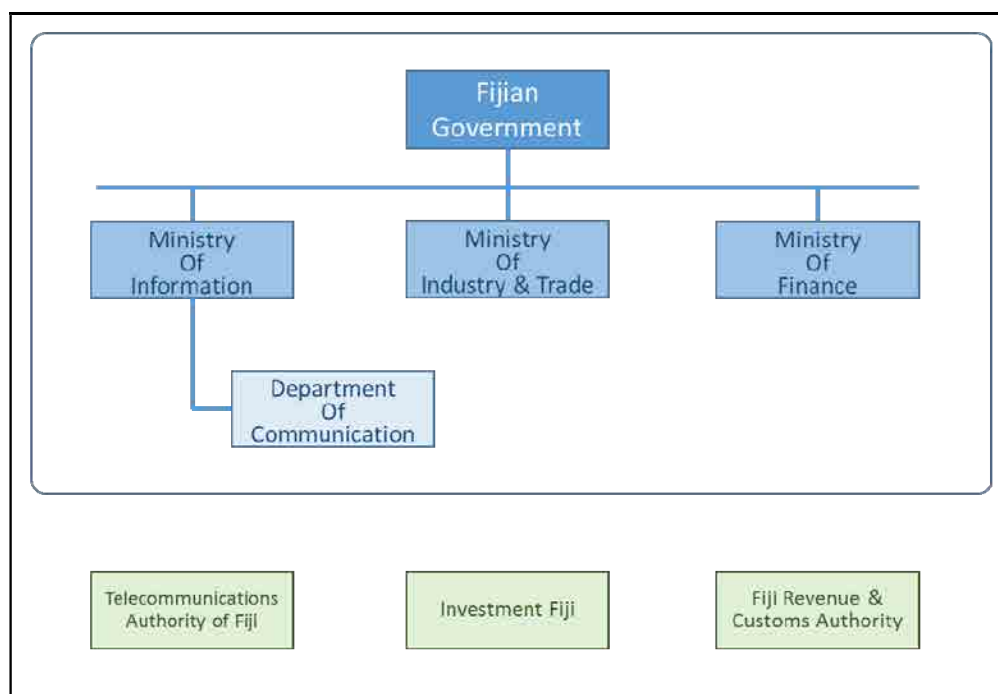 Fijian
Government
Ministry
Of
Information
Ministry
Of
Industry & Trade
Ministry
Of
Finance
Department
Of
Communication
Telecommunications
Authority of Fiji
Investment Fiji
Fiji Revenue &
Customs Authority